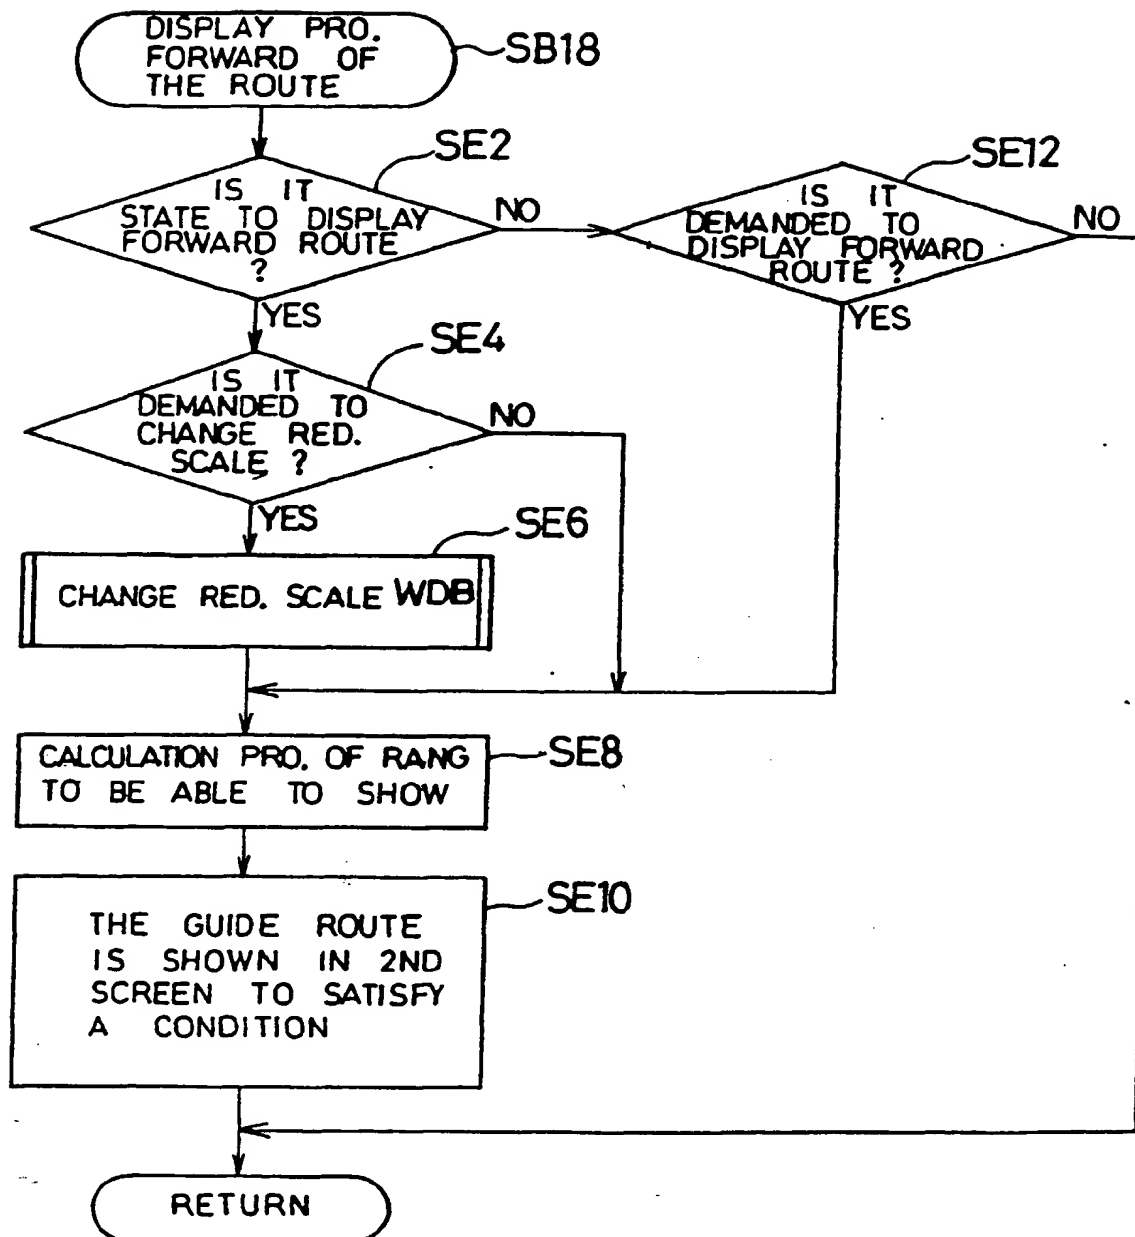 DISPLAY PRO.
FORWARD OF
THE ROUTE
SB18
SE2
IS IT
STATE TO DISPLAY
FORWARD ROUTE
?
NO
YES
SE12
IS IT
DEMANDED TO
DISPLAY FORWARD
ROUTE ?
NO
YES
SE4
IS IT
DEMANDED TO
CHANGE RED.
SCALE ?
NO
YES
SE6
CHANGE RED. SCALE WDB
CALCULATION PRO. OF RANG
TO BE ABLE TO SHOW
SE8
THE GUIDE ROUTE
IS SHOWN IN 2ND
SCREEN TO SATISFY
A CONDITION
SE10
RETURN